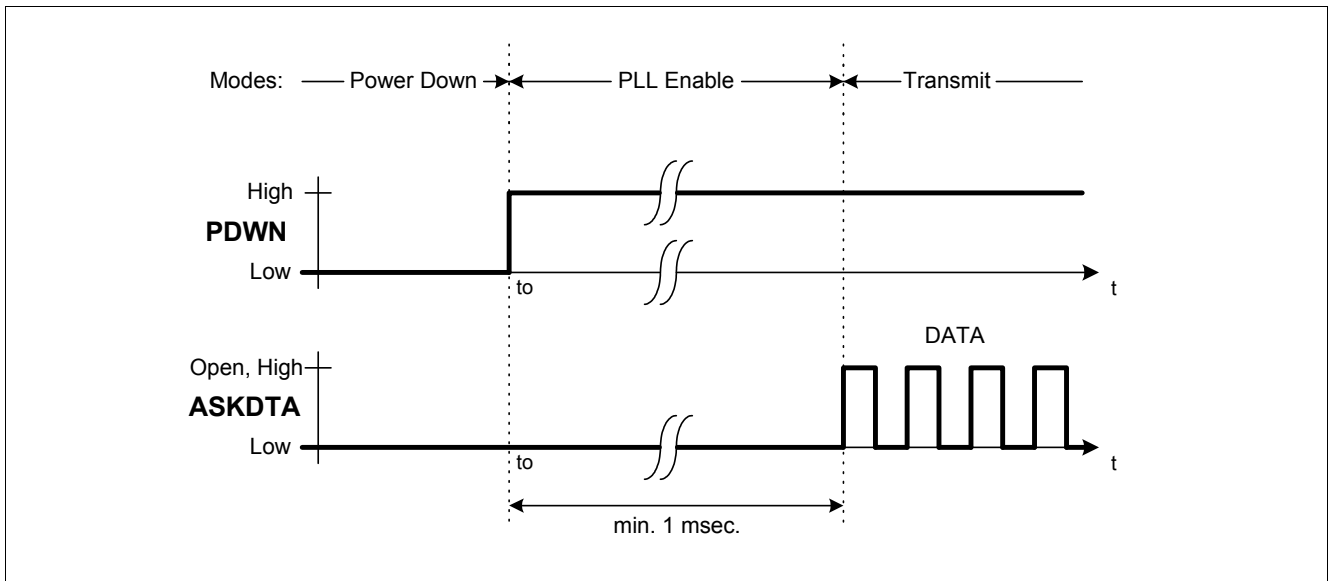 Modes: Power Down PLL Enable Transmit
High
PDWN
Low
to
t
DATA
Open, High
ASKDTA
Low
to
t
min. 1 msec.